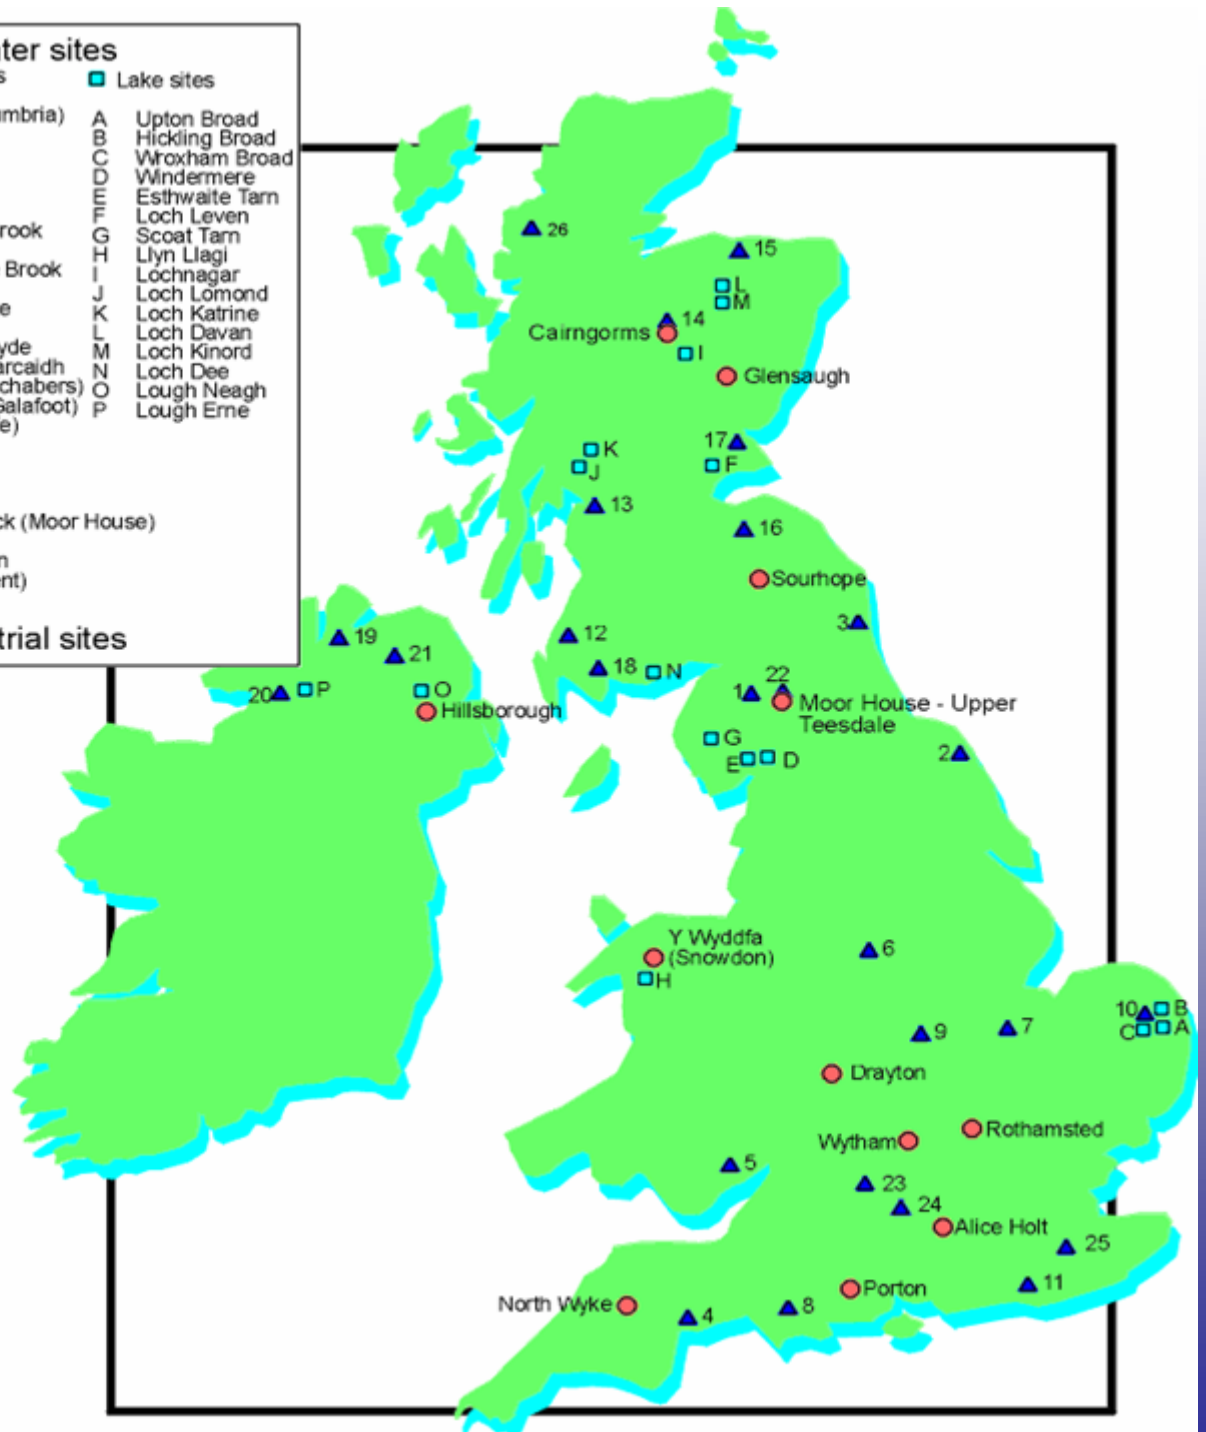 ter sites
s
Lake sites
mbria)
A Upton Broad
B Hickling Broad
C Wroxham Broad
D Windermere
E Esthwaite Tarn
F Loch Leven
rook
G Scoat Tarn
H Llyn Llagi
Brook
I Lochnagar
J Loch Lomond
e
K Loch Katrine
L Loch Davan
yde
M Loch Kinord
arcaidh
N Loch Dee
chabers)
O Lough Neagh
Galafoot)
P Lough Erne
e)
ck (Moor House)
n
ent)
trial sites
26
15
L
M
14
Cairngorms
I
Glensaugh
17
F
K
J
13
16
Sourhope
3
19
21
12
18
N
20
P
O
Hillsborough
1
22
Moor House - Upper
Teesdale
G
E
D
2
Y Wyddfa
(Snowdon)
H
6
10
B
C
A
9
7
Drayton
Rothamsted
Wytham
5
23
24
Alice Holt
25
11
Porton
North Wyke
4
8